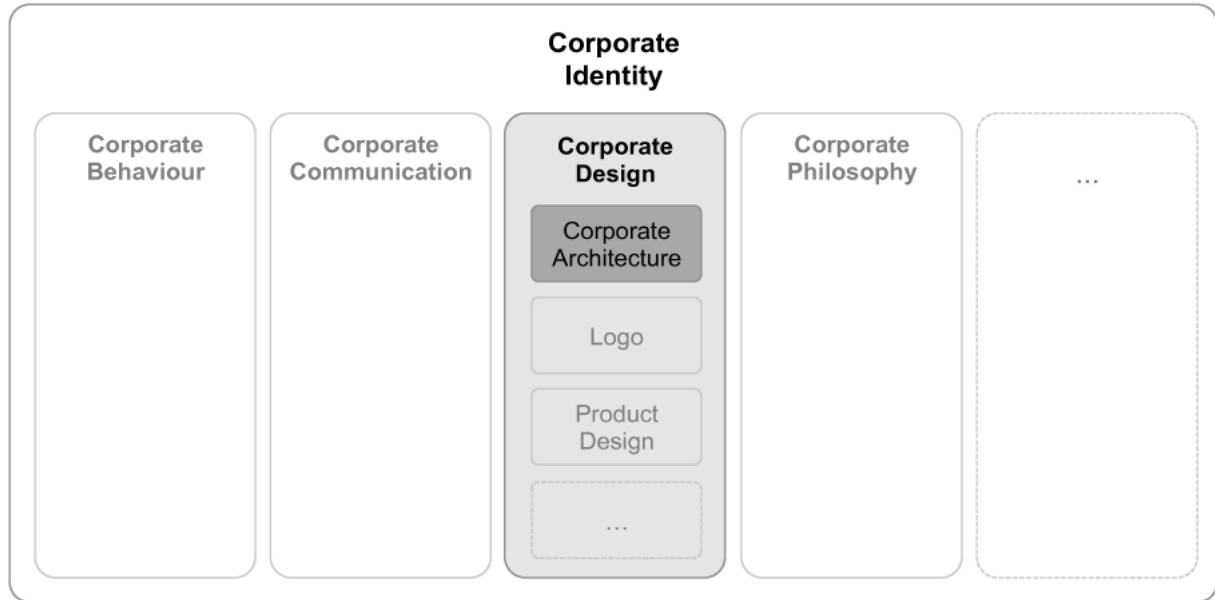 Corporate
Identity
Corporate
Behaviour
Corporate
Communication
Corporate
Design
Corporate
Architecture
Logo
Product
Design
...
Corporate
Philosophy
...